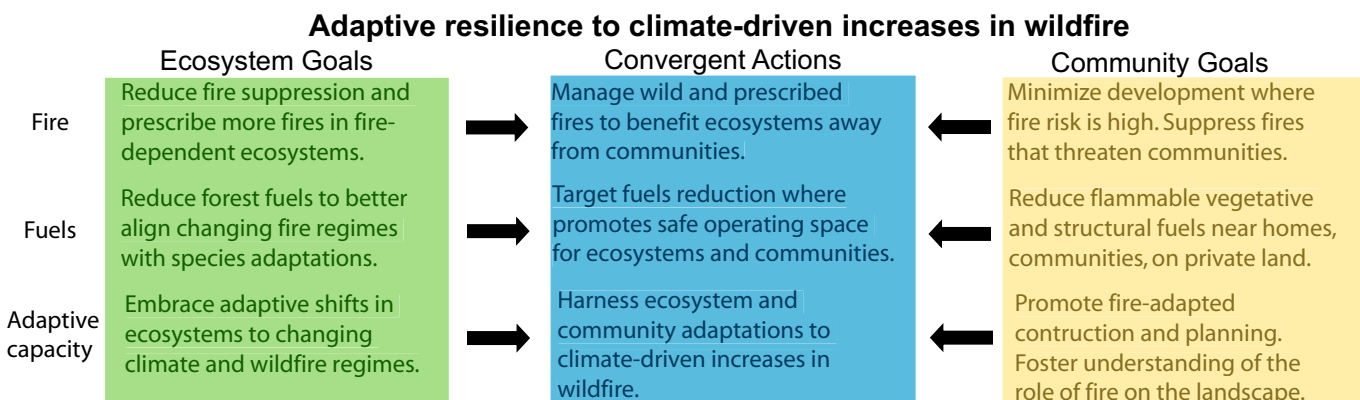 Adaptive resilience to climate-driven increases in wildfire
Ecosystem Goals
Convergent Actions
Community Goals
Fire
Reduce fire suppression and
prescribe more fires in fire-
dependent ecosystems.
Manage wild and prescribed
fires to benefit ecosystems away
from communities.
Minimize development where
fire risk is high. Suppress fires
that threaten communities.
Fuels
Reduce forest fuels to better
align changing fire regimes
with species adaptations.
Target fuels reduction where
promotes safe operating space
for ecosystems and communities.
Reduce flammable vegetative
and structural fuels near homes,
communities, on private land.
Adaptive
capacity
Embrace adaptive shifts in
ecosystems to changing
climate and wildfire regimes.
Harness ecosystem and
community adaptations to
climate-driven increases in
wildfire.
Promote fire-adapted
contruction and planning.
Foster understanding of the
role of fire on the landscape.